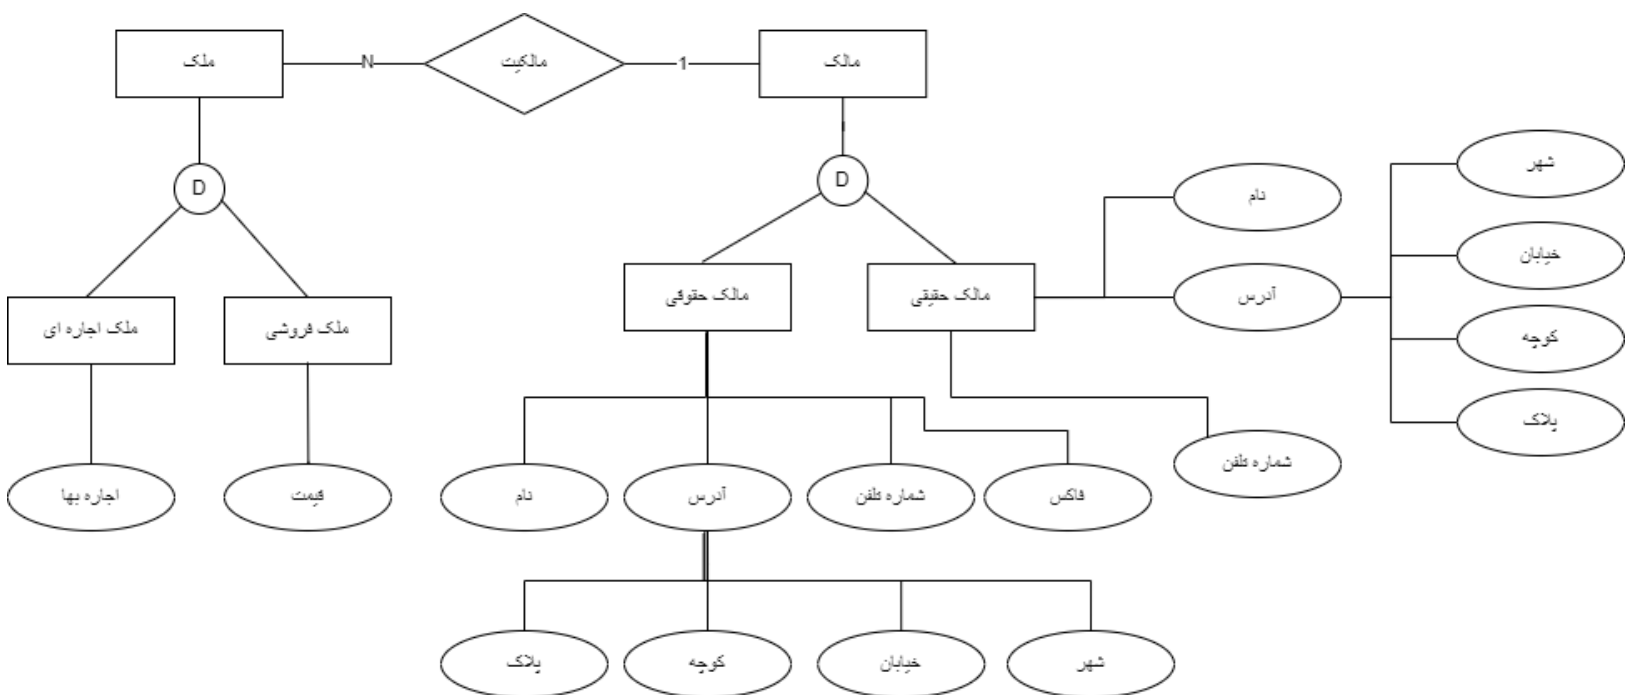 ملک
N
مالکیت
1
مالک
D
D
ملک اجاره ای
ملک فروشی
اجاره بها
قیمت
مالک حقوقی
مالک حقیقی
نام
آدرس
شهر
خیابان
کوچه
پلاک
شماره تلفن
نام
آدرس
شماره تلفن
فاکس
پلاک
کوچه
خیابان
شهر